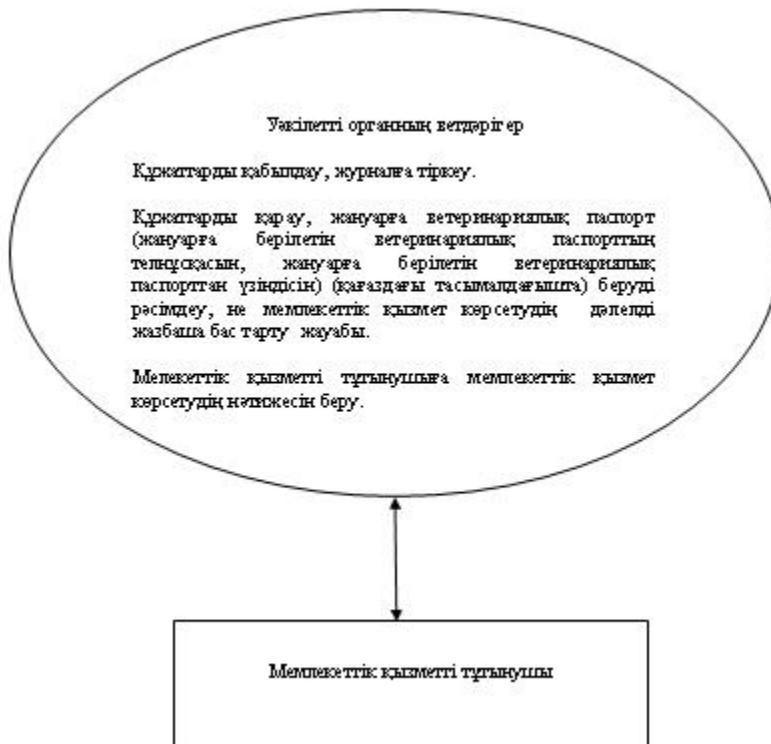 Уәкілетті органның ветдәрігер
Құжаттарды қабылдау, журналға тіркеу.
Құжаттарды қарау, жануарға ветеринариялық паспорт
(жануарға берілетін ветеринариялық паспорттың
телнұсқасын, жануарға берілетін ветеринариялық
паспорттан үзіндісін) (қағаздағы тасымалдағышта) беруді
рәсімдеу, не мемлекеттік қызмет көрсетудің дәлелді
жазбаша бас тарту жауабы.
Мелекеттік қызметті тұтынушыға мемлекеттік қызмет
көрсетудің нәтижесін беру.
Мемлекеттік қызметті тұтынушы